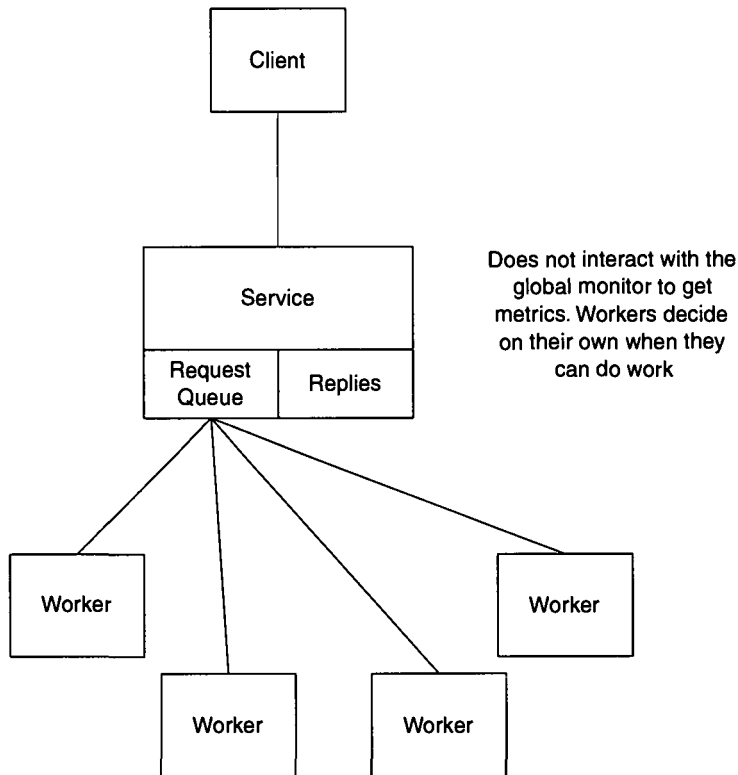 Client
Service
Does not interact with the
global monitor to get
metrics. Workers decide
on their own when they
can do work
Request
Queue
Replies
Worker
Worker
Worker
Worker